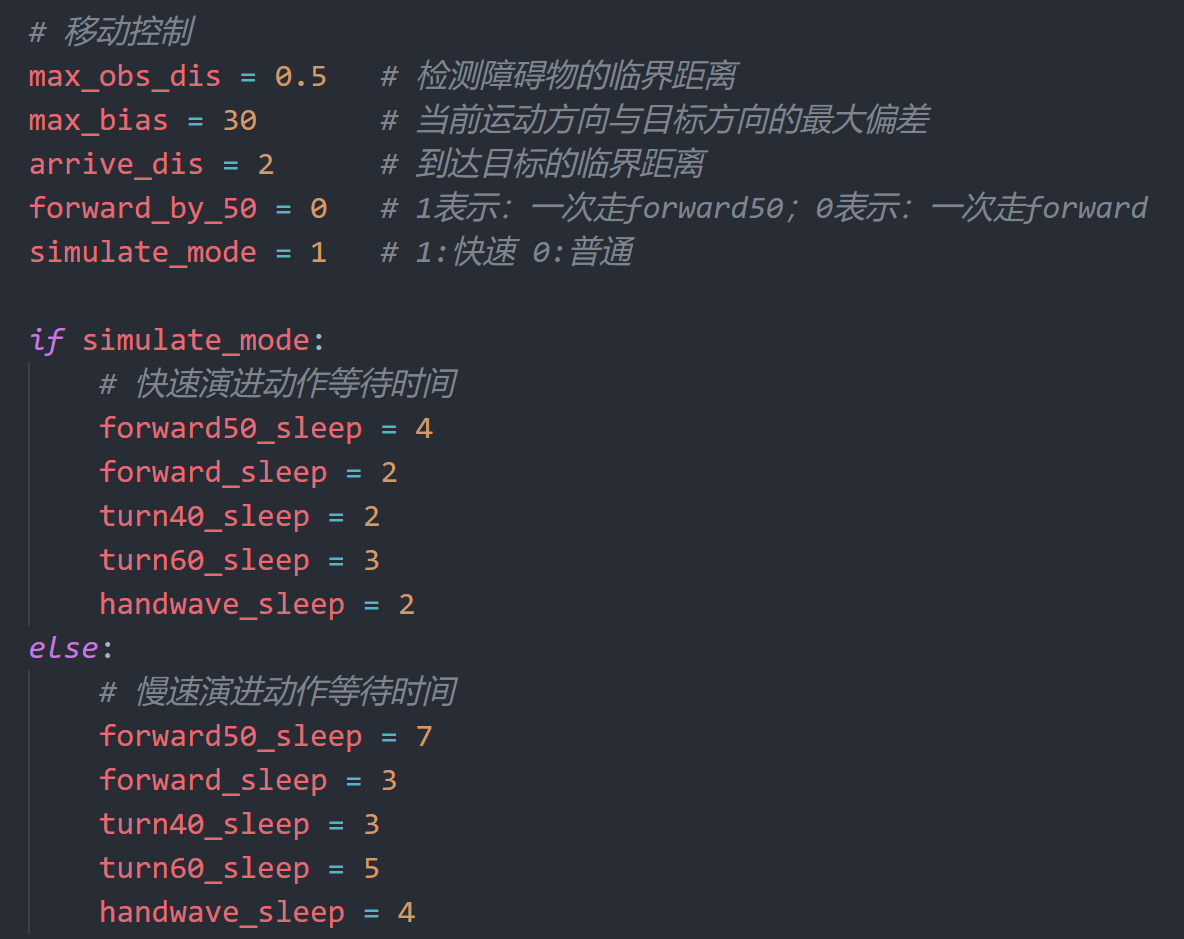 # 移动控制
max_obs_dis = 0.5   # 检测障碍物的临界距离
max_bias = 30       # 当前运动方向与目标方向的最大偏差
arrive_dis = 2      # 到达目标的临界距离
forward_by_50 = 0   # 1表示：一次走forward50；0表示：一次走forward
simulate_mode = 1   # 1:快速 0:普通

if simulate_mode:
    # 快速演进动作等待时间
    forward50_sleep = 4
    forward_sleep = 2
    turn40_sleep = 2
    turn60_sleep = 3
    handwave_sleep = 2
else:
    # 慢速演进动作等待时间
    forward50_sleep = 7
    forward_sleep = 3
    turn40_sleep = 3
    turn60_sleep = 5
    handwave_sleep = 4